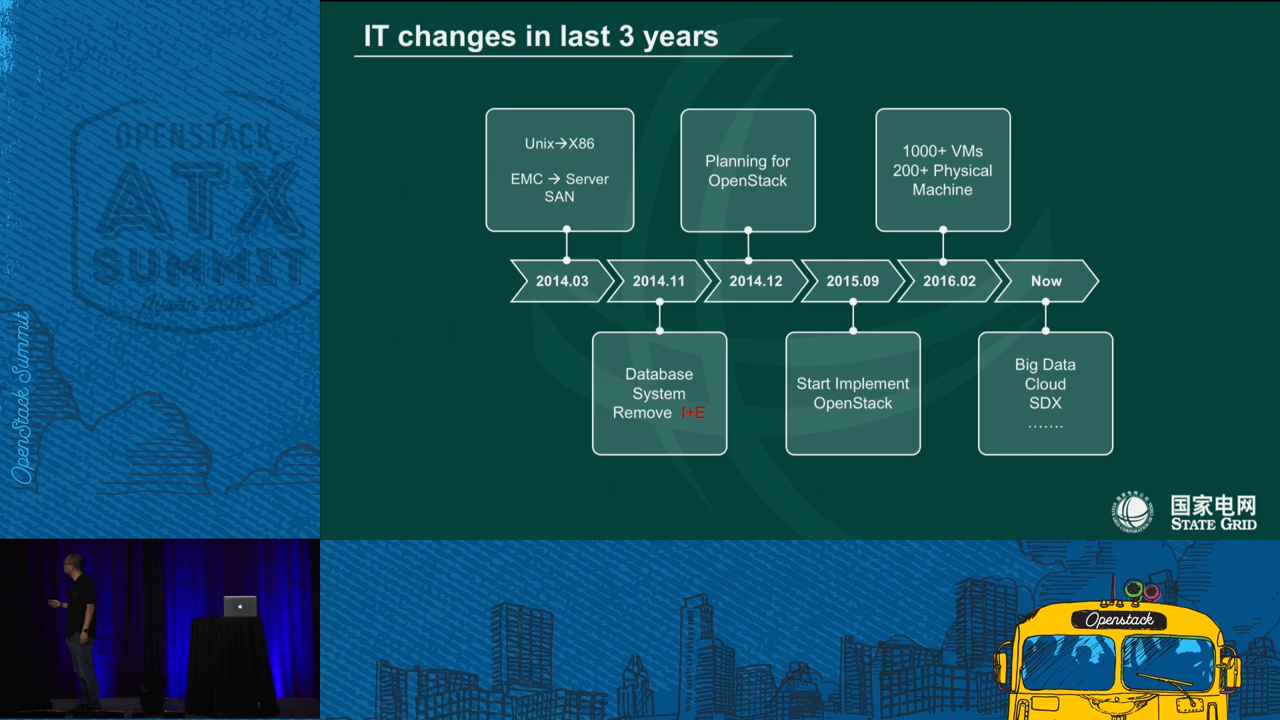 IT changes in last 3 years
Unix→X86
EMC → Server
SAN
Planning for
OpenStack
1000+ VMs
200+ Physical
Machine
2014.03
2014.11
2014.12
2015.09
2016.02
Now
Database
System
Remove I+E
Start Implement
OpenStack
Big Data
Cloud
SDX
.......
国家电网
STATE GRID
OPENSTACK
ATX
SUMMIT
Austin 2016
OpenStack Summit
Openstack